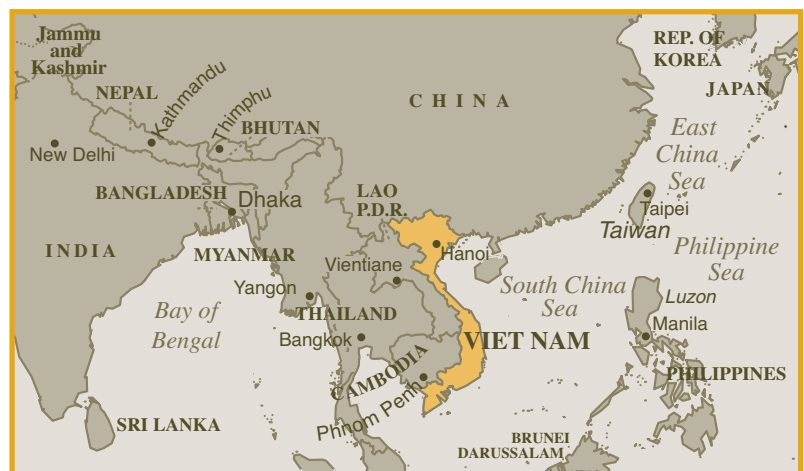 Jammu
and
Kashmir
REP. OF
KOREA
JAPAN
NEPAL
Kathmandu
Thimphu
CHINA
BHUTAN
East
China
Sea
New Delhi
BANGLADESH
Dhaka
LAO
P.D.R.
Taipei
Taiwan
INDIA
MYANMAR
Hanoi
Philippine
Sea
Vientiane
Yangon
South China
Sea
Luzon
Bay of
Bengal
THAILAND
Manila
Bangkok
VIET NAM
CAMBODIA
Phnom Penh
PHILIPPINES
SRI LANKA
BRUNEI
DARUSSALAM